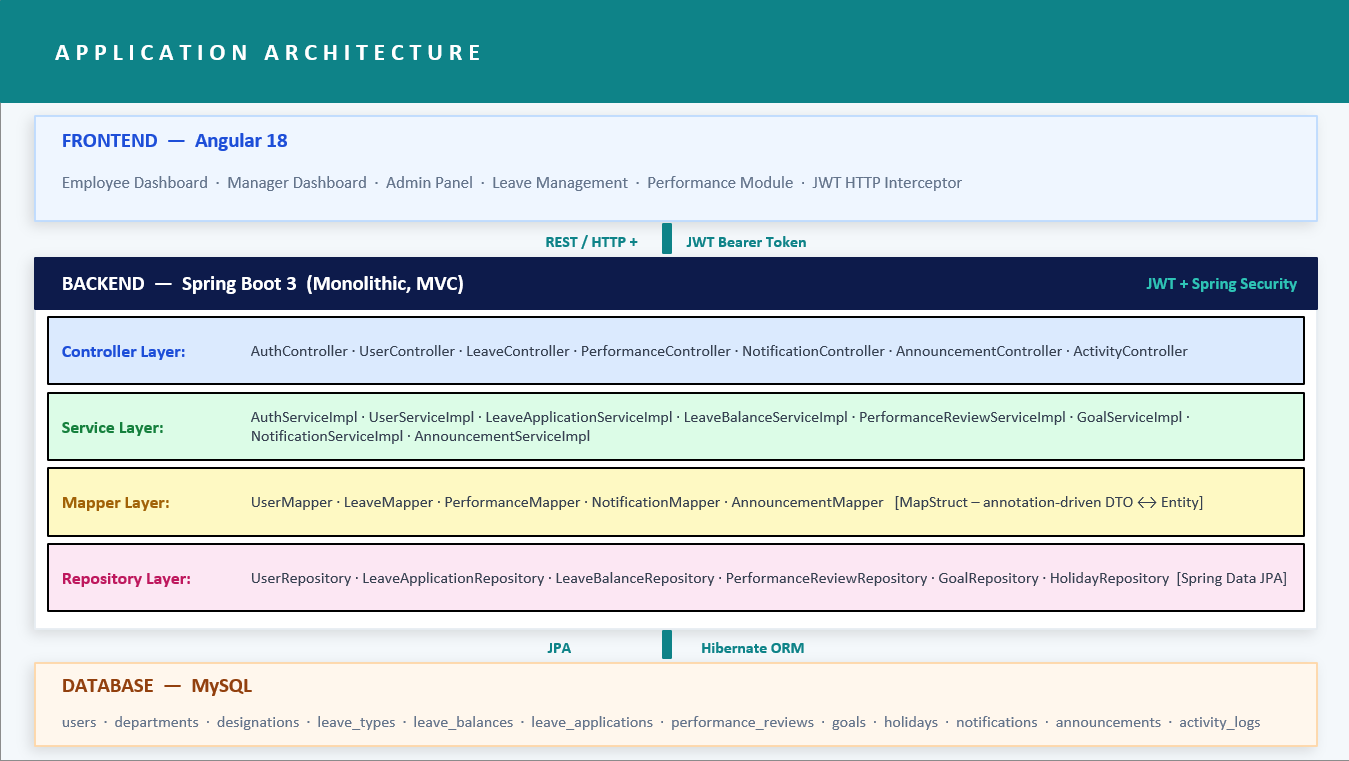 APPLICATION ARCHITECTURE
FRONTEND — Angular 18
Employee Dashboard · Manager Dashboard · Admin Panel · Leave Management · Performance Module · JWT HTTP Interceptor
REST / HTTP + JWT Bearer Token
BACKEND — Spring Boot 3 (Monolithic, MVC) JWT + Spring Security
Controller Layer: AuthController · UserController · LeaveController · PerformanceController · NotificationController · AnnouncementController · ActivityController
Service Layer: AuthServiceImpl · UserServiceImpl · LeaveApplicationServiceImpl · LeaveBalanceServiceImpl · PerformanceReviewServiceImpl · GoalServiceImpl ·
NotificationServiceImpl · AnnouncementServiceImpl
Mapper Layer: UserMapper · LeaveMapper · PerformanceMapper · NotificationMapper · AnnouncementMapper [MapStruct – annotation-driven DTO ↔ Entity]
Repository Layer: UserRepository · LeaveApplicationRepository · LeaveBalanceRepository · PerformanceReviewRepository · GoalRepository · HolidayRepository [Spring Data JPA]
JPA Hibernate ORM
DATABASE — MySQL
users · departments · designations · leave_types · leave_balances · leave_applications · performance_reviews · goals · holidays · notifications · announcements · activity_logs